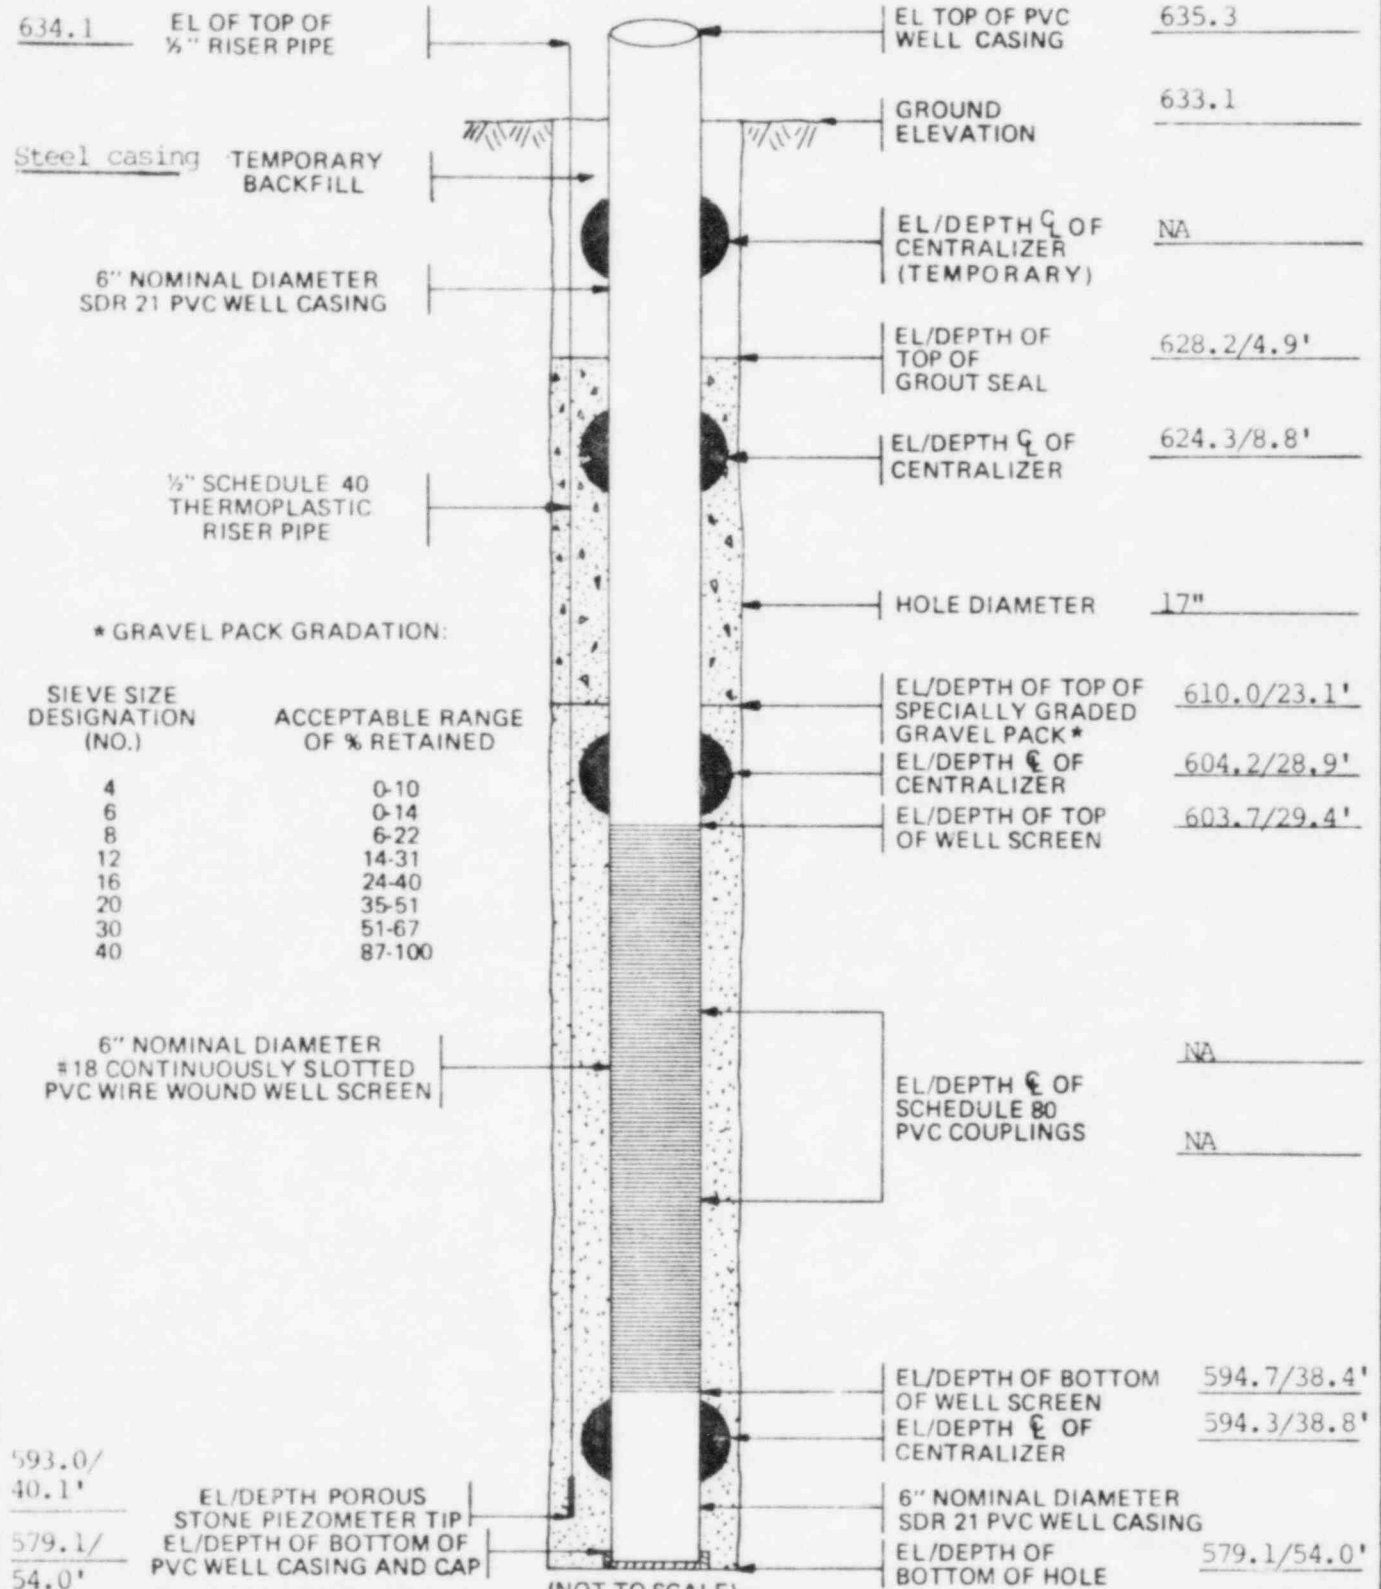 634.1
EL OF TOP OF
½" RISER PIPE
EL TOP OF PVC
WELL CASING
635.3
GROUND
ELEVATION
633.1
Steel casing
TEMPORARY
BACKFILL
EL/DEPTH ℄ OF
CENTRALIZER
(TEMPORARY)
NA
6" NOMINAL DIAMETER
SDR 21 PVC WELL CASING
EL/DEPTH OF
TOP OF
GROUT SEAL
628.2/4.9'
EL/DEPTH ℄ OF
CENTRALIZER
624.3/8.8'
½" SCHEDULE 40
THERMOPLASTIC
RISER PIPE
HOLE DIAMETER
17"
* GRAVEL PACK GRADATION:
SIEVE SIZE
DESIGNATION
(NO.)
ACCEPTABLE RANGE
OF % RETAINED
4 0-10
6 0-14
8 6-22
12 14-31
16 24-40
20 35-51
30 51-67
40 87-100
EL/DEPTH OF TOP OF
SPECIALLY GRADED
GRAVEL PACK*
610.0/23.1'
EL/DEPTH ℄ OF
CENTRALIZER
604.2/28.9'
EL/DEPTH OF TOP
OF WELL SCREEN
603.7/29.4'
6" NOMINAL DIAMETER
#18 CONTINUOUSLY SLOTTED
PVC WIRE WOUND WELL SCREEN
EL/DEPTH ℄ OF
SCHEDULE 80
PVC COUPLINGS
NA
NA
EL/DEPTH OF BOTTOM
OF WELL SCREEN
594.7/38.4'
EL/DEPTH ℄ OF
CENTRALIZER
594.3/38.8'
593.0/
40.1'
EL/DEPTH POROUS
STONE PIEZOMETER TIP
6" NOMINAL DIAMETER
SDR 21 PVC WELL CASING
579.1/
54.0'
EL/DEPTH OF BOTTOM OF
PVC WELL CASING AND CAP
EL/DEPTH OF
BOTTOM OF HOLE
579.1/54.0'
(NOT TO SCALE)